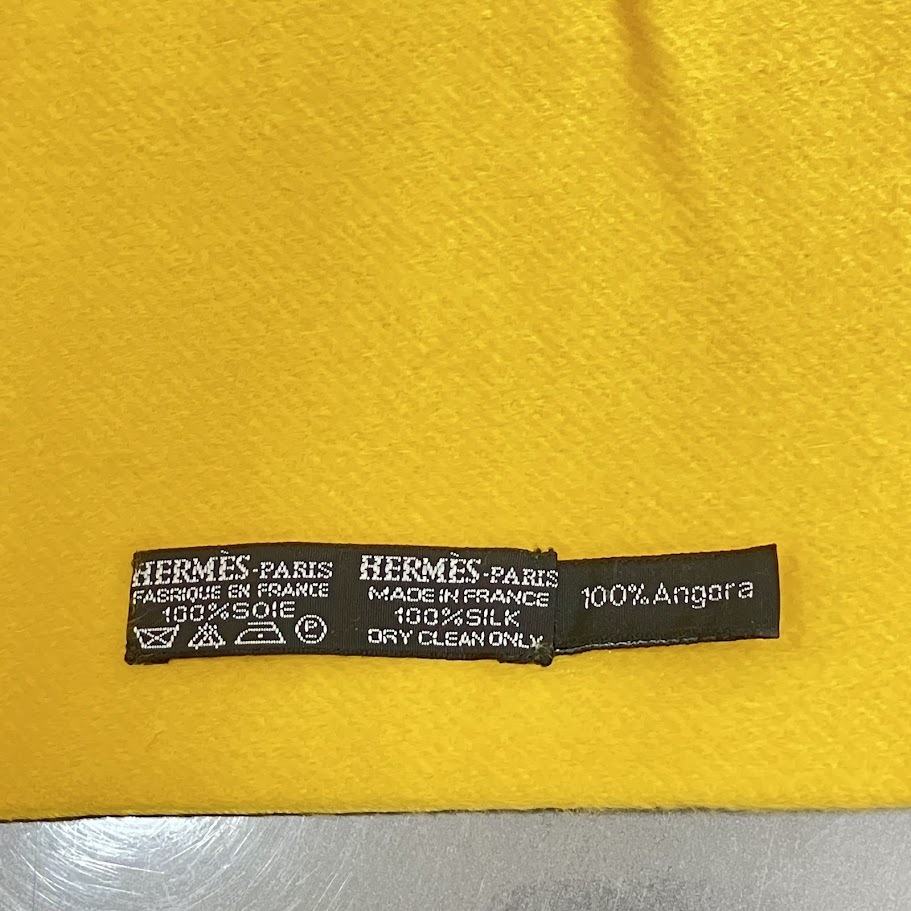 HERMÈS-PARIS
FABRIQUE EN FRANCE
100%SOIE
P
HERMÈS-PARIS
MADE IN FRANCE
100%SILK
DRY CLEAN ONLY
100%Angora